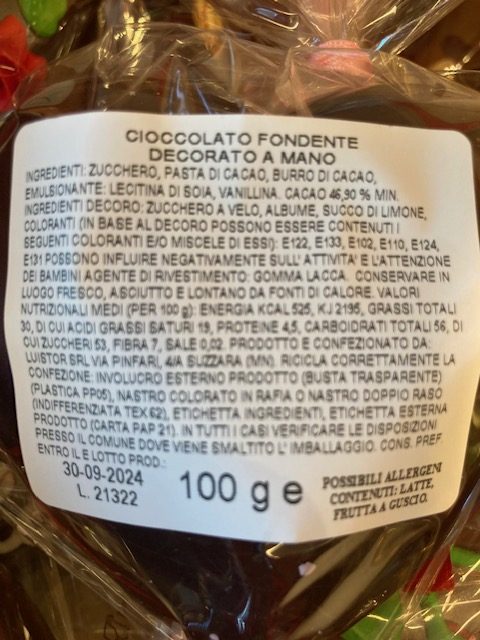 CIOCCOLATO FONDENTE
DECORATO A MANO
INGREDIENTI: ZUCCHERO, PASTA DI CACAO, BURRO DI CACAO,
EMULSIONANTE: LECITINA DI SOIA, VANILLINA. CACAO 46,90 % MIN.
INGREDIENTI DECORO: ZUCCHERO A VELO, ALBUME, SUCCO DI LIMONE,
COLORANTI (IN BASE AL DECORO POSSONO ESSERE CONTENUTI I
SEGUENTI COLORANTI E/O MISCELE DI ESSI): E122, E133, E102, E110, E124,
E131 POSSONO INFLUIRE NEGATIVAMENTE SULL' ATTIVITA' E L'ATTENZIONE
DEI BAMBINI AGENTE DI RIVESTIMENTO: GOMMA LACCA. CONSERVARE IN
LUOGO FRESCO, ASCIUTTO E LONTANO DA FONTI DI CALORE. VALORI
NUTRIZIONALI MEDI (PER 100 g): ENERGIA KCAL 525, KJ 2195, GRASSI TOTALI
30, DI CUI ACIDI GRASSI SATURI 19, PROTEINE 4,5, CARBOIDRATI TOTALI 56, DI
CUI ZUCCHERI 53, FIBRA 7, SALE 0,02. PRODOTTO E CONFEZIONATO DA:
LUISTOR SRL VIA PINFARI, 4/A SUZZARA (MN). RICICLA CORRETTAMENTE LA
CONFEZIONE: INVOLUCRO ESTERNO PRODOTTO (BUSTA TRASPARENTE)
(PLASTICA PP05), NASTRO COLORATO IN RAFIA O NASTRO DOPPIO RASO
(INDIFFERENZIATA TEX 62), ETICHETTA INGREDIENTI, ETICHETTA ESTERNA
PRODOTTO (CARTA PAP 21). IN TUTTI I CASI VERIFICARE LE DISPOSIZIONI
PRESSO IL COMUNE DOVE VIENE SMALTITO L' IMBALLAGGIO. CONS. PREF.
ENTRO IL E LOTTO PROD.:
30-09-2024
L. 21322
100 g e
POSSIBILI ALLERGENI
CONTENUTI: LATTE,
FRUTTA A GUSCIO.